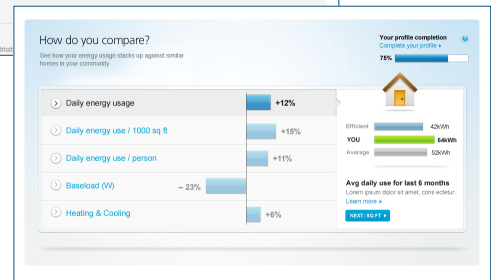 tricit
How do you compare?
See how your energy usage stacks up against similar
homes in your community
Your profile completion
Complete your profile ▸
75%
Daily energy usage
+12%
Daily energy use / 1000 sq ft
+15%
Daily energy use / person
+11%
Baseload (W)
– 23%
Heating & Cooling
+6%
Efficient 42kWh
YOU 64kWh
Average 52kWh
Avg daily use for last 6 months
Lorem ipsum dolor sit amet, cons ectetur.
Learn more ▸
NEXT: SQ FT ▸